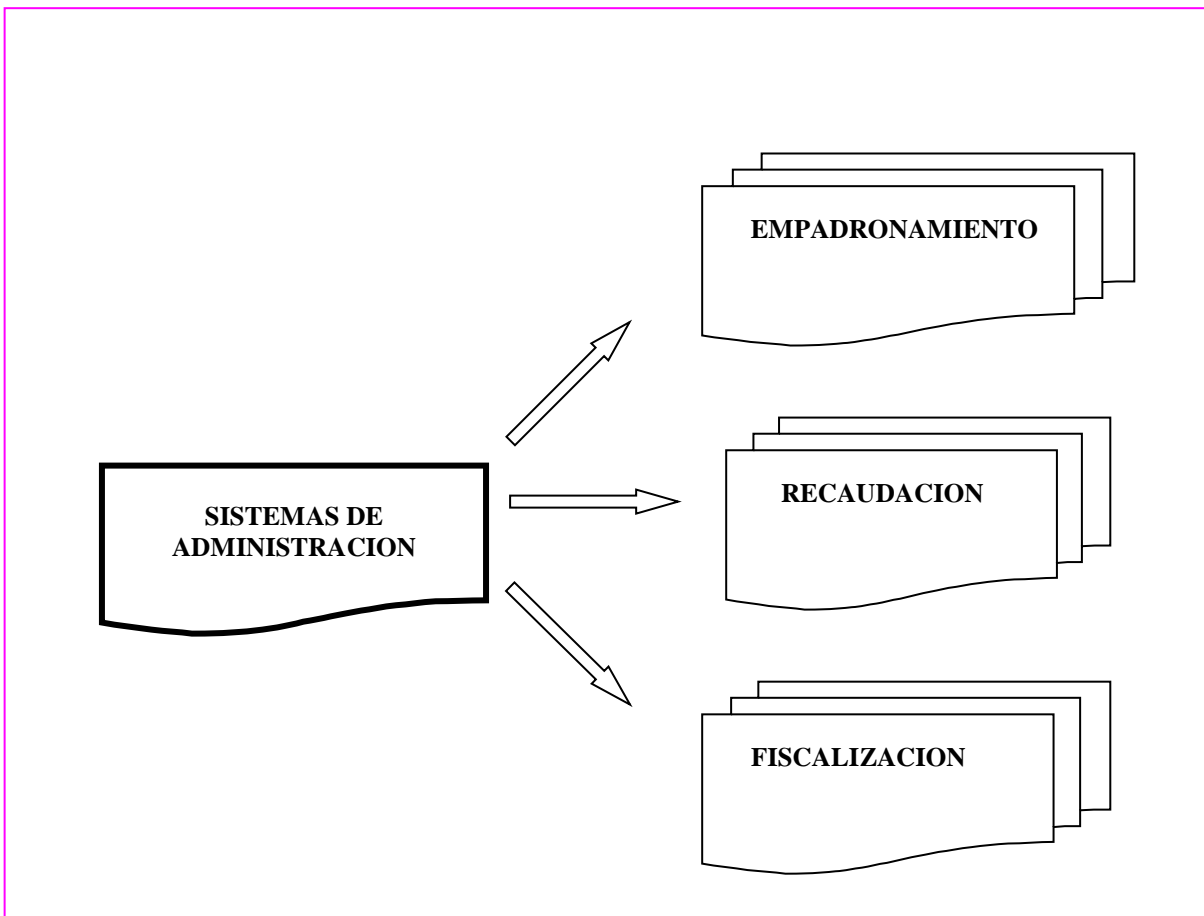 EMPADRONAMIENTO
RECAUDACION
SISTEMAS DE
ADMINISTRACION
FISCALIZACION